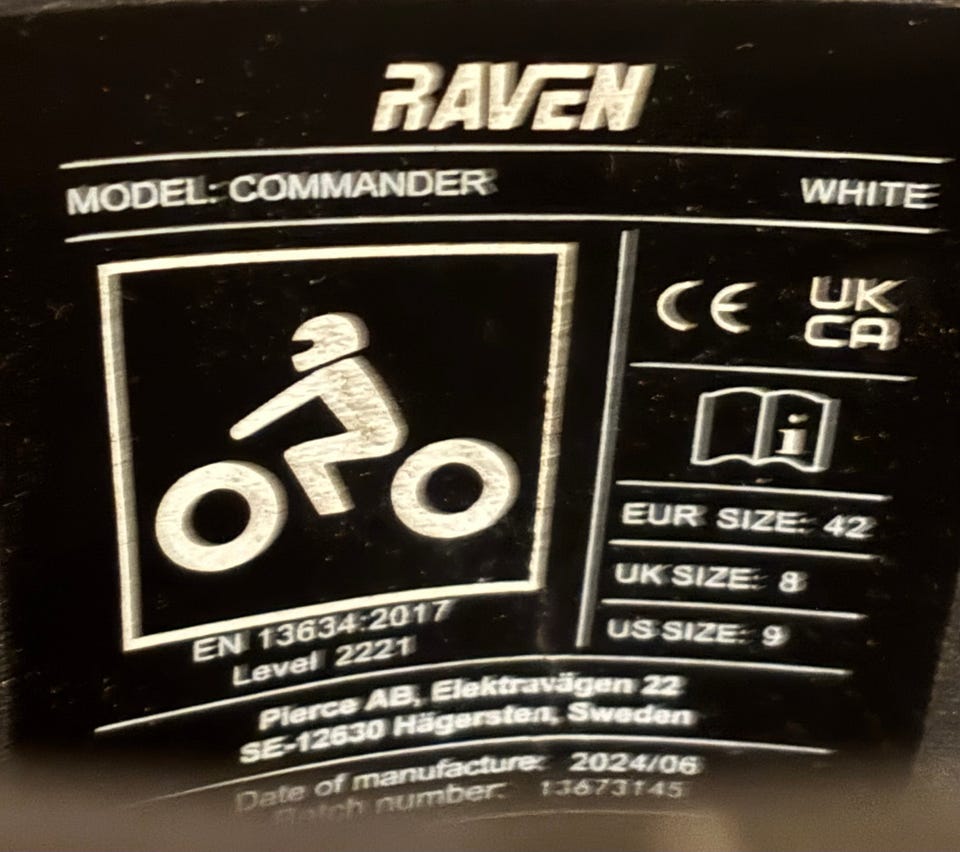 RAVEN
MODEL: COMMANDER WHITE
CE UK
CA
i
EUR SIZE: 42
UK SIZE: 8
US SIZE: 9
EN 13634:2017
Level 2221
Pierce AB, Elektravägen 22
SE-12630 Hägersten, Sweden
Date of manufacture: 2024/06
Batch number: 13673145